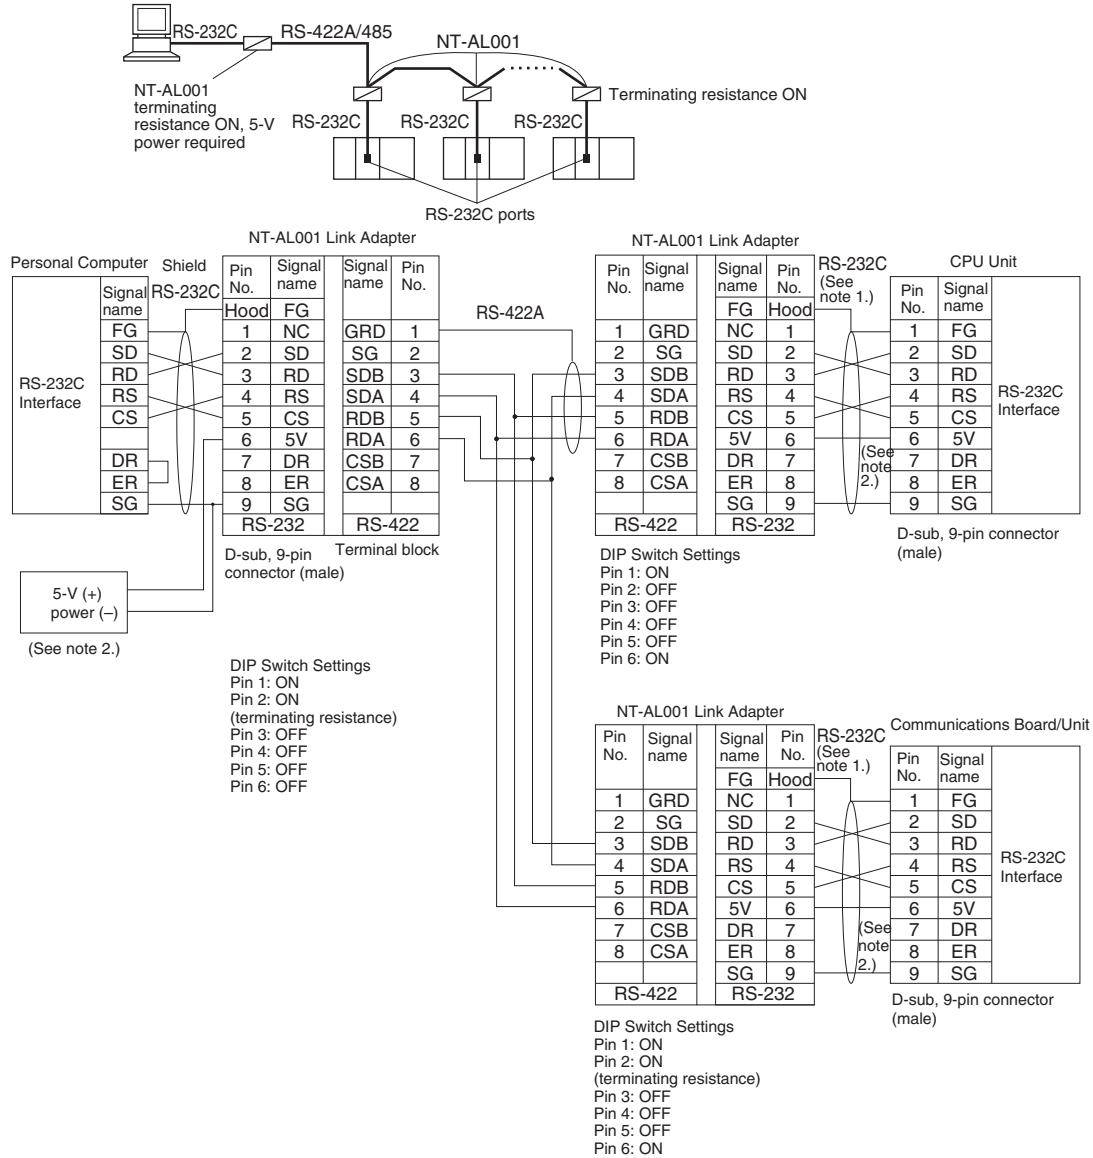 RS-232C RS-422A/485
NT-AL001
NT-AL001
terminating
resistance ON, 5-V
power required
Terminating resistance ON
RS-232C RS-232C RS-232C
RS-232C ports
NT-AL001 Link Adapter
Personal Computer
Shield
RS-232C
RS-232C
Interface
Signal
name
FG
SD
RD
RS
CS
DR
ER
SG
Pin
No. Signal
name
Hood FG
1 NC
2 SD
3 RD
4 RS
5 CS
6 5V
7 DR
8 ER
9 SG
RS-232
D-sub, 9-pin
connector (male)
Signal
name Pin
No.
GRD 1
SG 2
SDB 3
SDA 4
RDB 5
RDA 6
CSB 7
CSA 8
RS-422
Terminal block
RS-422A
5-V (+)
power (–)
(See note 2.)
DIP Switch Settings
Pin 1: ON
Pin 2: ON
(terminating resistance)
Pin 3: OFF
Pin 4: OFF
Pin 5: OFF
Pin 6: OFF
NT-AL001 Link Adapter
Pin
No. Signal
name
1 GRD
2 SG
3 SDB
4 SDA
5 RDB
6 RDA
7 CSB
8 CSA
RS-422
Signal
name Pin
No.
FG Hood
NC 1
SD 2
RD 3
RS 4
CS 5
5V 6
DR 7
ER 8
SG 9
RS-232
RS-232C
(See
note 1.)
(See
note
2.)
CPU Unit
Pin
No. Signal
name
1 FG
2 SD
3 RD
4 RS
5 CS
6 5V
7 DR
8 ER
9 SG
RS-232C
Interface
D-sub, 9-pin connector
(male)
DIP Switch Settings
Pin 1: ON
Pin 2: OFF
Pin 3: OFF
Pin 4: OFF
Pin 5: OFF
Pin 6: ON
NT-AL001 Link Adapter
Pin
No. Signal
name
1 GRD
2 SG
3 SDB
4 SDA
5 RDB
6 RDA
7 CSB
8 CSA
RS-422
Signal
name Pin
No.
FG Hood
NC 1
SD 2
RD 3
RS 4
CS 5
5V 6
DR 7
ER 8
SG 9
RS-232
RS-232C
(See
note 1.)
(See
note
2.)
Communications Board/Unit
Pin
No. Signal
name
1 FG
2 SD
3 RD
4 RS
5 CS
6 5V
7 DR
8 ER
9 SG
RS-232C
Interface
D-sub, 9-pin connector
(male)
DIP Switch Settings
Pin 1: ON
Pin 2: ON
(terminating resistance)
Pin 3: OFF
Pin 4: OFF
Pin 5: OFF
Pin 6: ON